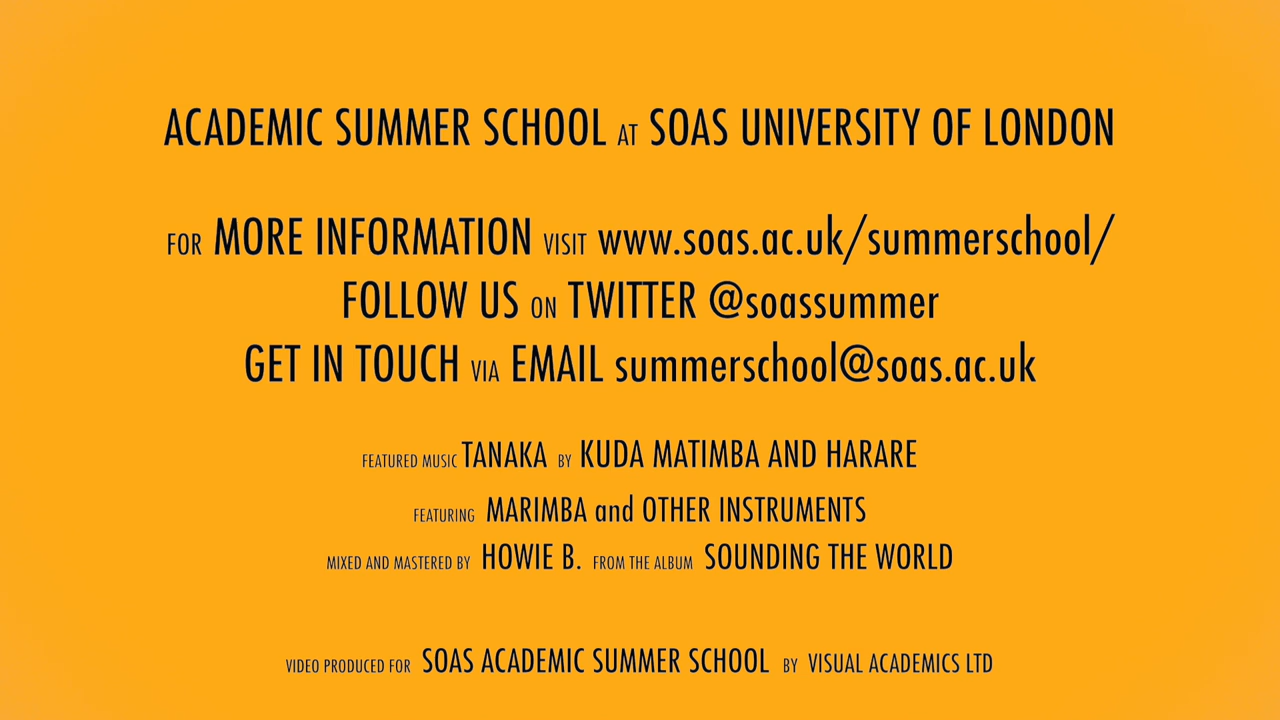 ACADEMIC SUMMER SCHOOL AT SOAS UNIVERSITY OF LONDON
FOR MORE INFORMATION VISIT www.soas.ac.uk/summerschool/
FOLLOW US ON TWITTER @soassummer
GET IN TOUCH VIA EMAIL summerschool@soas.ac.uk
FEATURED MUSIC TANAKA BY KUDA MATIMBA AND HARARE
FEATURING MARIMBA and OTHER INSTRUMENTS
MIXED AND MASTERED BY HOWIE B. FROM THE ALBUM SOUNDING THE WORLD
VIDEO PRODUCED FOR SOAS ACADEMIC SUMMER SCHOOL BY VISUAL ACADEMICS LTD